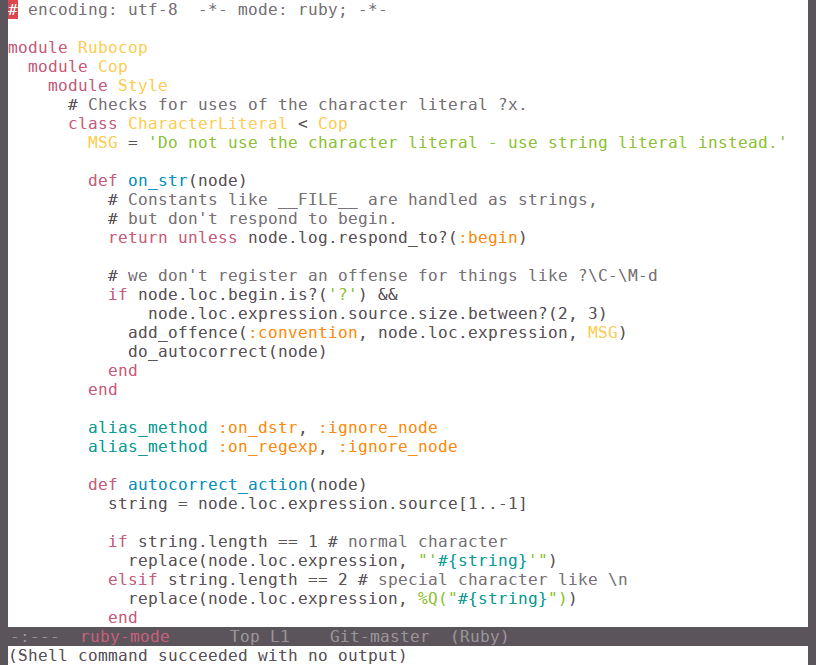 # encoding: utf-8  -*- mode: ruby; -*-
module Rubocop
  module Cop
    module Style
      # Checks for uses of the character literal ?x.
      class CharacterLiteral < Cop
        MSG = 'Do not use the character literal - use string literal instead.'
        def on_str(node)
          # Constants like __FILE__ are handled as strings,
          # but don't respond to begin.
          return unless node.log.respond_to?(:begin)
          # we don't register an offense for things like ?\C-\M-d
          if node.loc.begin.is?('?') &&
              node.loc.expression.source.size.between?(2, 3)
            add_offence(:convention, node.loc.expression, MSG)
            do_autocorrect(node)
          end
        end
        alias_method :on_dstr, :ignore_node
        alias_method :on_regexp, :ignore_node
        def autocorrect_action(node)
          string = node.loc.expression.source[1..-1]
          if string.length == 1 # normal character
            replace(node.loc.expression, "'#{string}'")
          elsif string.length == 2 # special character like \n
            replace(node.loc.expression, %Q("#{string}"))
          end
-:---  ruby-mode      Top L1    Git-master  (Ruby)
(Shell command succeeded with no output)